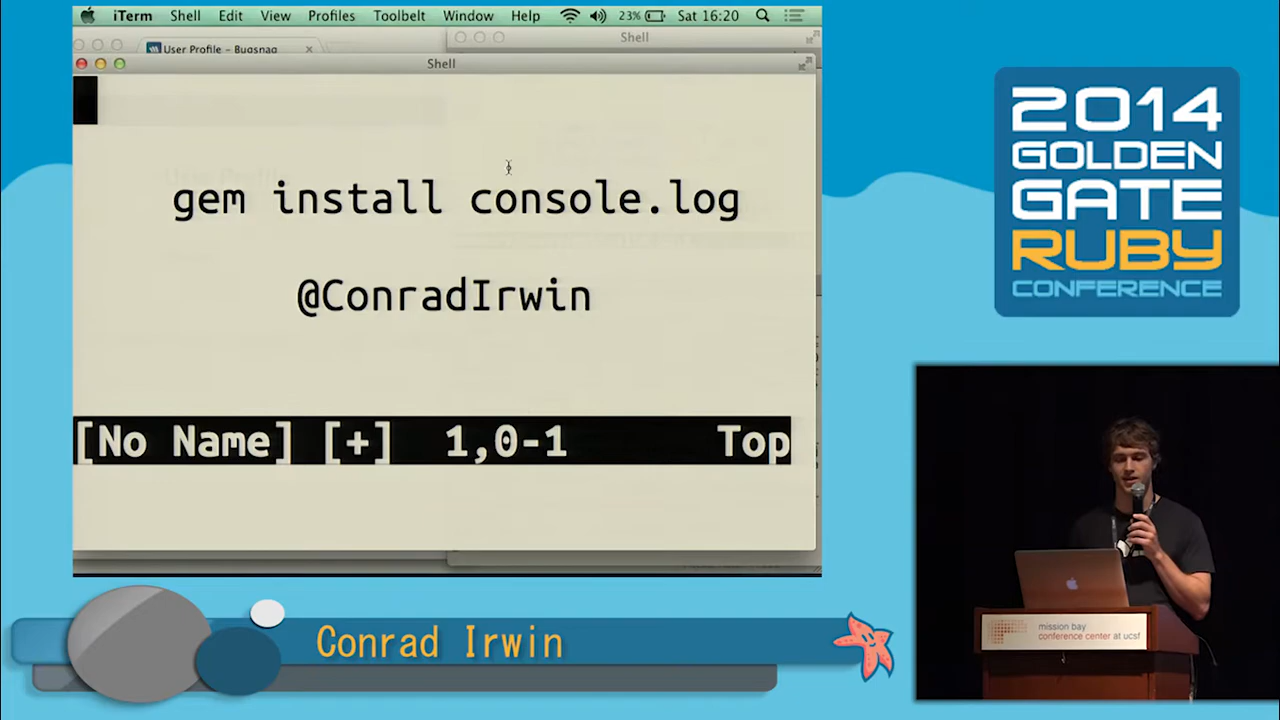 iTerm Shell Edit View Profiles Toolbelt Window Help 23% Sat 16:20
Shell
User Profile – Bugsnag
Shell
gem install console.log
@ConradIrwin
[No Name] [+] 1,0-1 Top
2014
GOLDEN
GATE
RUBY
CONFERENCE
mission bay
conference center at ucsf
Conrad Irwin